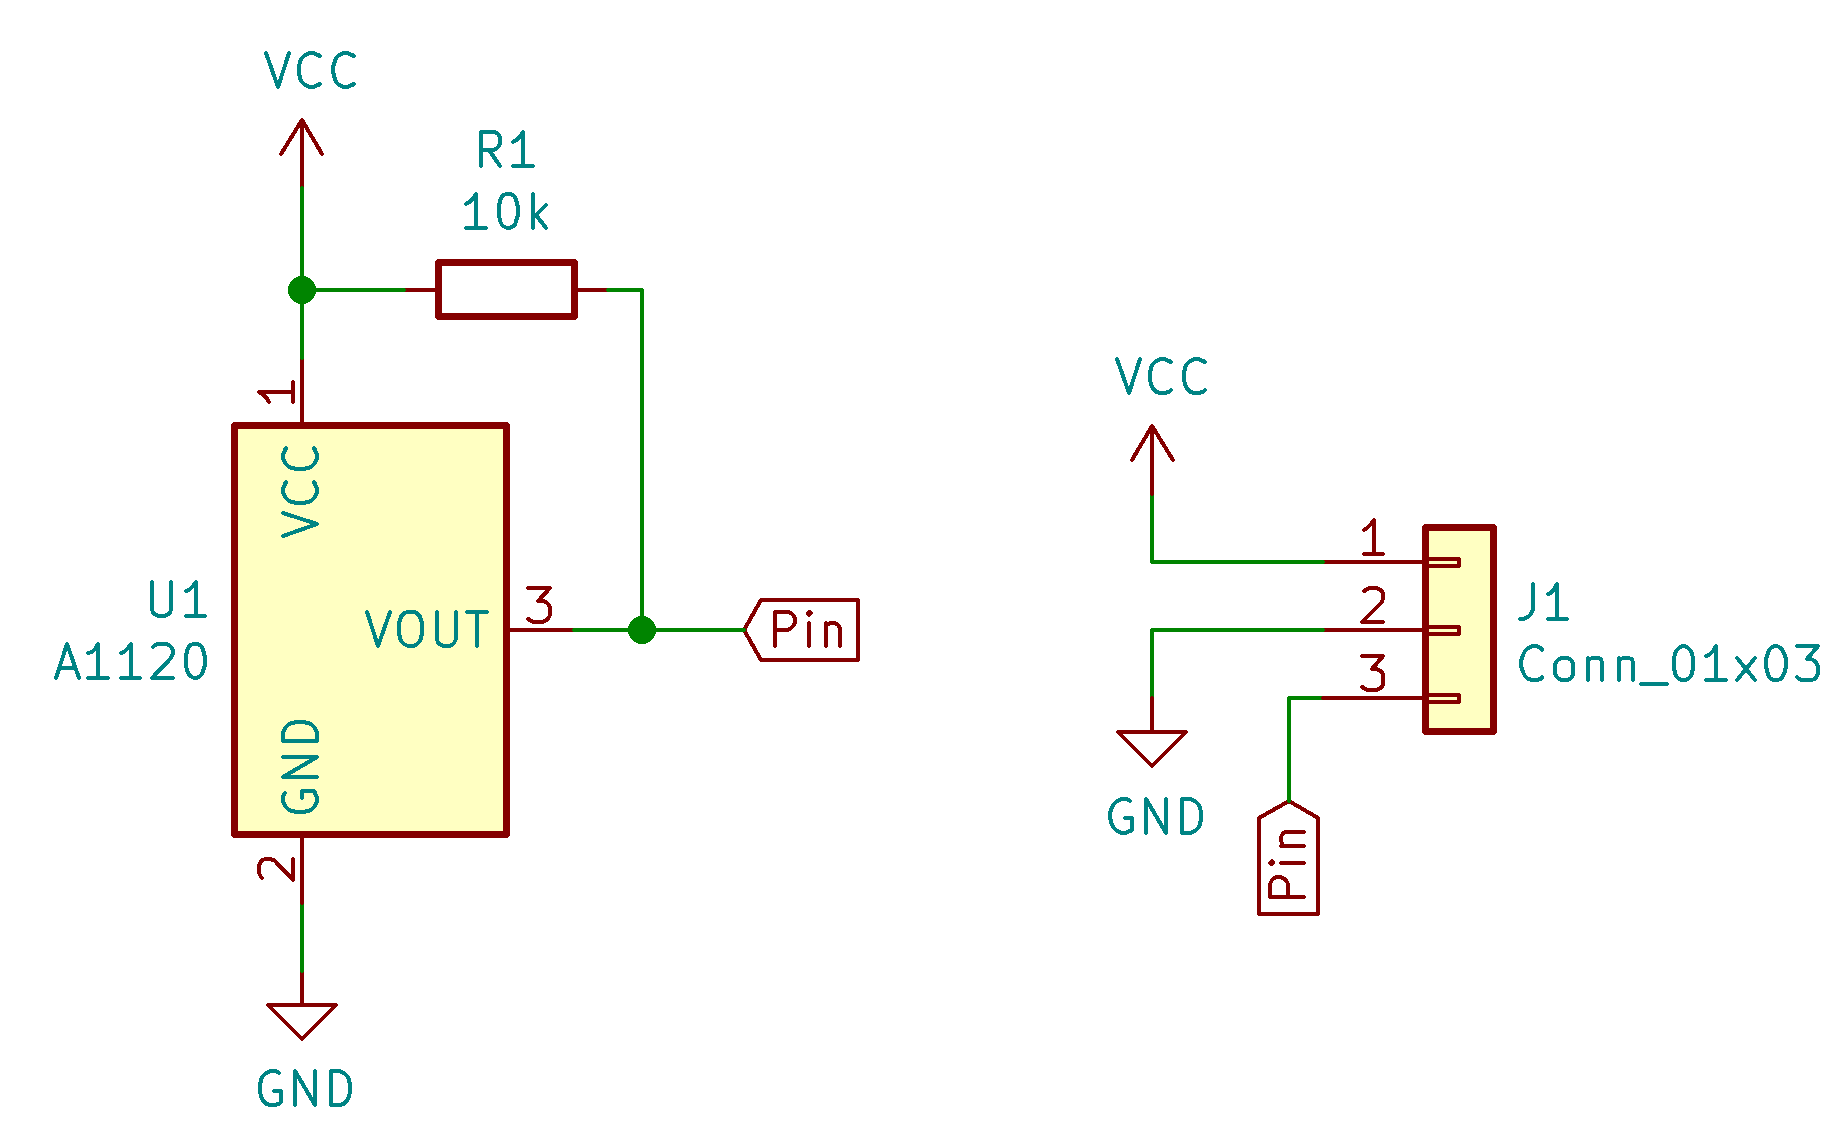 VCC
R1
10k
1
VCC
U1
A1120
VOUT
3
Pin
GND
2
GND
VCC
1
2
3
J1
Conn_01x03
GND
Pin